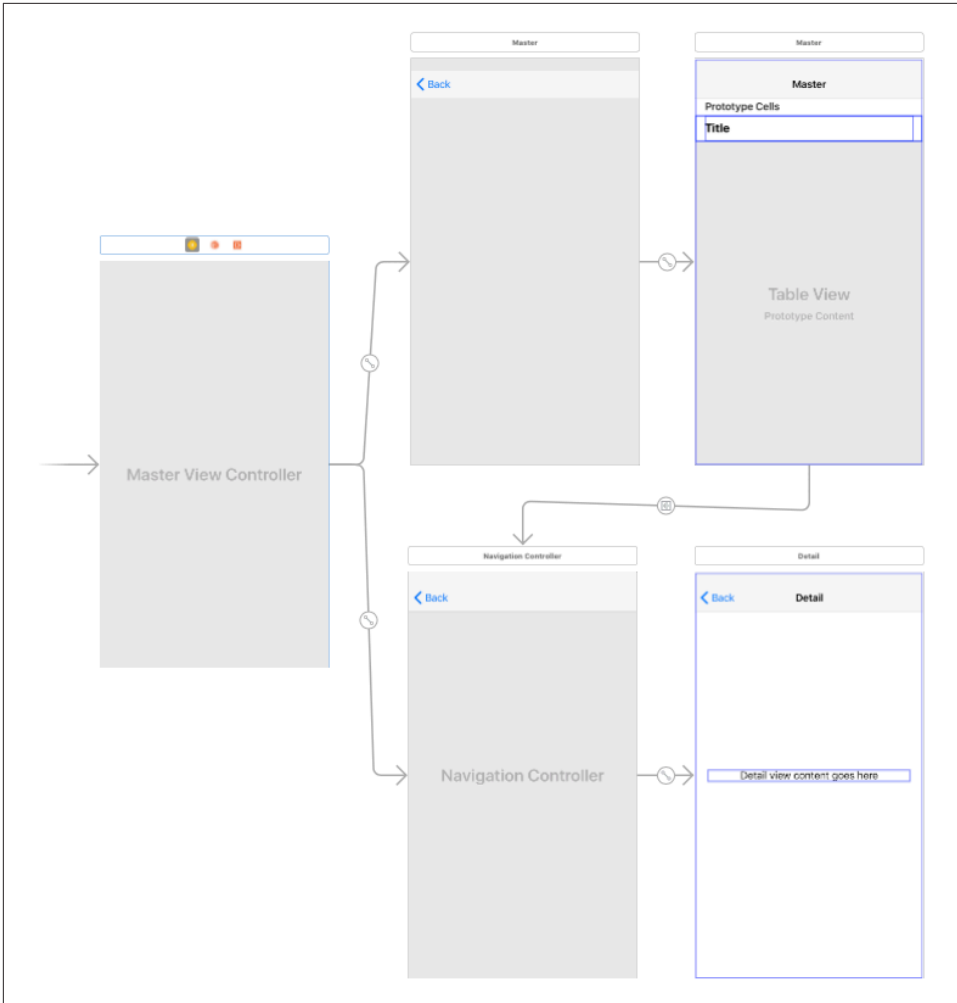 Master
Back
Master
Master
Prototype Cells
Title
Table View
Prototype Content
Master View Controller
Navigation Controller
Back
Navigation Controller
Detail
Back Detail
Detail view content goes here